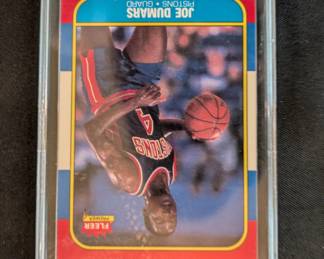 FLEER
PREMIER
PISTONS
4
JOE DUMARS
PISTONS • GUARD